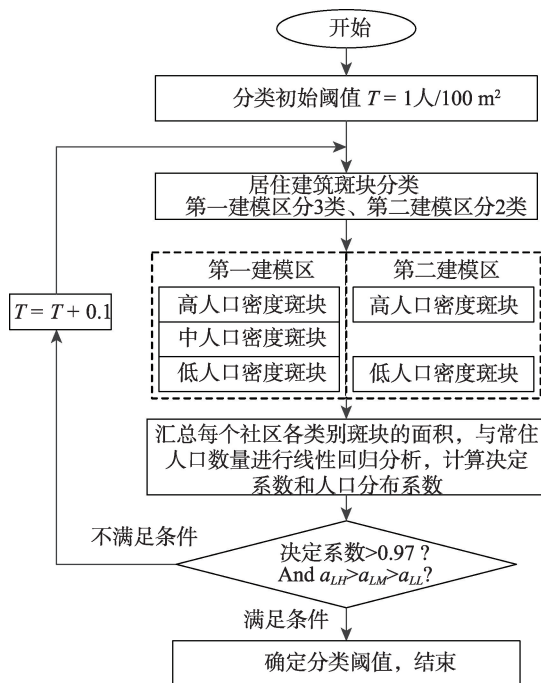 开始
分类初始阈值 T = 1人/100 m²
居住建筑斑块分类
第一建模区分3类、第二建模区分2类
第一建模区
第二建模区
高人口密度斑块
高人口密度斑块
T = T + 0.1
中人口密度斑块
低人口密度斑块
低人口密度斑块
汇总每个社区各类别斑块的面积，与常住
人口数量进行线性回归分析，计算决定
系数和人口分布系数
不满足条件
决定系数>0.97？
And aLH>aLM>aLL?
满足条件
确定分类阈值，结束